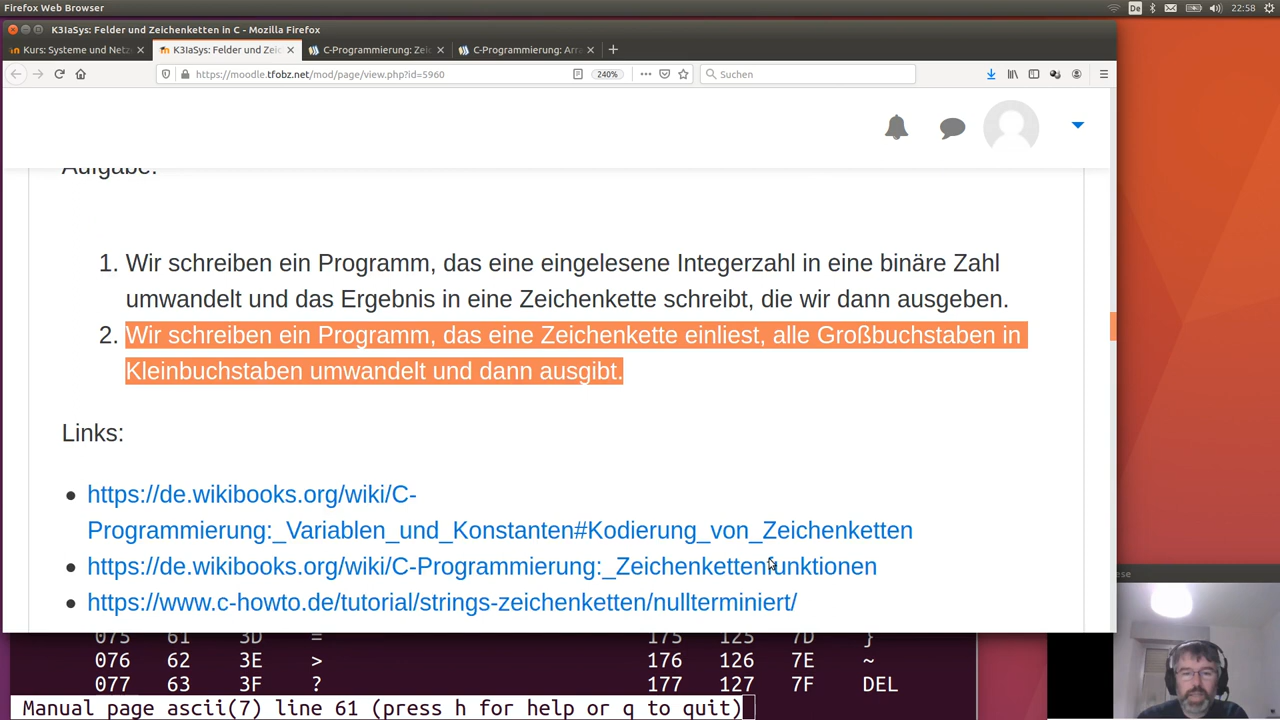 Firefox Web Browser
De
22:58
K3IaSys: Felder und Zeichenketten in C - Mozilla Firefox
Kurs: Systeme und Netz
K3IaSys: Felder und Zei
C-Programmierung: Zei
C-Programmierung: Arra
https://moodle.tfobz.net/mod/page/view.php?id=5960
240%
Suchen
Aufgabe:
1. Wir schreiben ein Programm, das eine eingelesene Integerzahl in eine binäre Zahl
umwandelt und das Ergebnis in eine Zeichenkette schreibt, die wir dann ausgeben.
2. Wir schreiben ein Programm, das eine Zeichenkette einliest, alle Großbuchstaben in
Kleinbuchstaben umwandelt und dann ausgibt.
Links:
https://de.wikibooks.org/wiki/C-
Programmierung:_Variablen_und_Konstanten#Kodierung_von_Zeichenketten
https://de.wikibooks.org/wiki/C-Programmierung:_Zeichenkettenfunktionen
https://www.c-howto.de/tutorial/strings-zeichenketten/nullterminiert/
ese
075 61 3D = 175 125 7D }
076 62 3E > 176 126 7E ~
077 63 3F ? 177 127 7F DEL
Manual page ascii(7) line 61 (press h for help or q to quit)